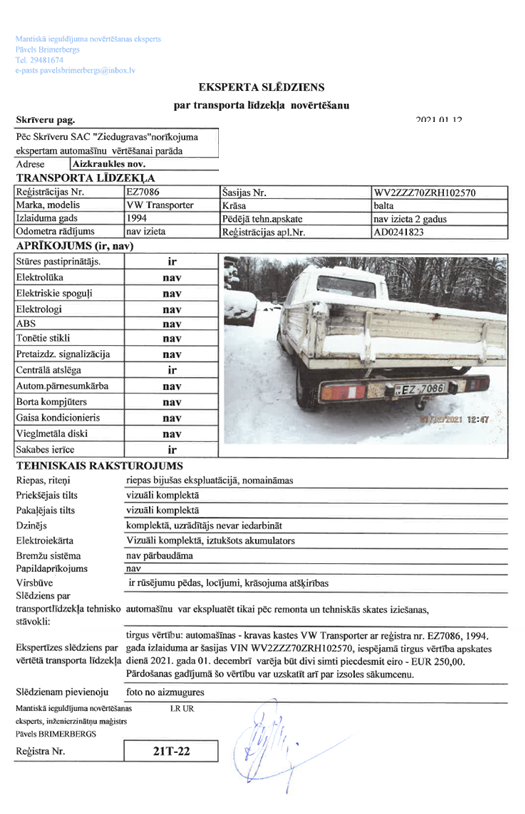 Mantiskā ieguldījuma novērtēšanas eksperts
Pāvels Brimerbergs
Tel. 29481674
e-pasts pavelsbrimerbergs@inbox.lv
EKSPERTA SLĒDZIENS
par transporta līdzekļa novērtēšanu
Skrīveru pag. 2021.01.12
Pēc Skrīveru SAC "Ziedugravas"norīkojuma
ekspertam automašīnu vērtēšanai parāda
Adrese Aizkraukles nov.
TRANSPORTA LĪDZEKĻA
Reģistrācijas Nr. EZ7086 Šasijas Nr. WV2ZZZ70ZRH102570
Marka, modelis VW Transporter Krāsa balta
Izlaiduma gads 1994 Pēdējā tehn.apskate nav izieta 2 gadus
Odometra rādījums nav izieta Reģistrācijas apl.Nr. AD0241823
APRĪKOJUMS (ir, nav)
Stūres pastiprinātājs. ir
Elektrolūka nav
Elektriskie spoguļi nav
Elektrologi nav
ABS nav
Tonētie stikli nav
Pretaizdz. signalizācija nav
Centrālā atslēga ir
Autom.pārnesumkārba nav
Borta kompjūters nav
Gaisa kondicionieris nav
Vieglmetāla diski nav
Sakabes ierīce ir
EZ-7086
2021 12:47
TEHNISKAIS RAKSTUROJUMS
Riepas, riteņi riepas bijušas ekspluatācijā, nomaināmas
Priekšējais tilts vizuāli komplektā
Pakaļējais tilts vizuāli komplektā
Dzinējs komplektā, uzrādītājs nevar iedarbināt
Elektroiekārta Vizuāli komplektā, iztukšots akumulators
Bremžu sistēma nav pārbaudāma
Papildaprīkojums nav
Virsbūve ir rūsējumu pēdas, locījumi, krāsojuma atšķirības
Slēdziens par
transportlīdzekļa tehnisko automašīnu var ekspluatēt tikai pēc remonta un tehniskās skates iziešanas,
stāvokli:
tirgus vērtību: automašīnas - kravas kastes VW Transporter ar reģistra nr. EZ7086, 1994.
Ekspertīzes slēdziens par gada izlaiduma ar šasijas VIN WV2ZZZ70ZRH102570, iespējamā tirgus vērtība apskates
vērtētā transporta līdzekļa dienā 2021. gada 01. decembrī varēja būt divi simti piecdesmit eiro - EUR 250,00.
Pārdošanas gadījumā šo vērtību var uzskatīt arī par izsoles sākumcenu.
Slēdzienam pievienoju foto no aizmugures
Mantiskā ieguldījuma novērtēšanas LR UR
eksperts, inženierzinātņu maģistrs
Pāvels BRIMERBERGS
Reģistra Nr. 21T-22